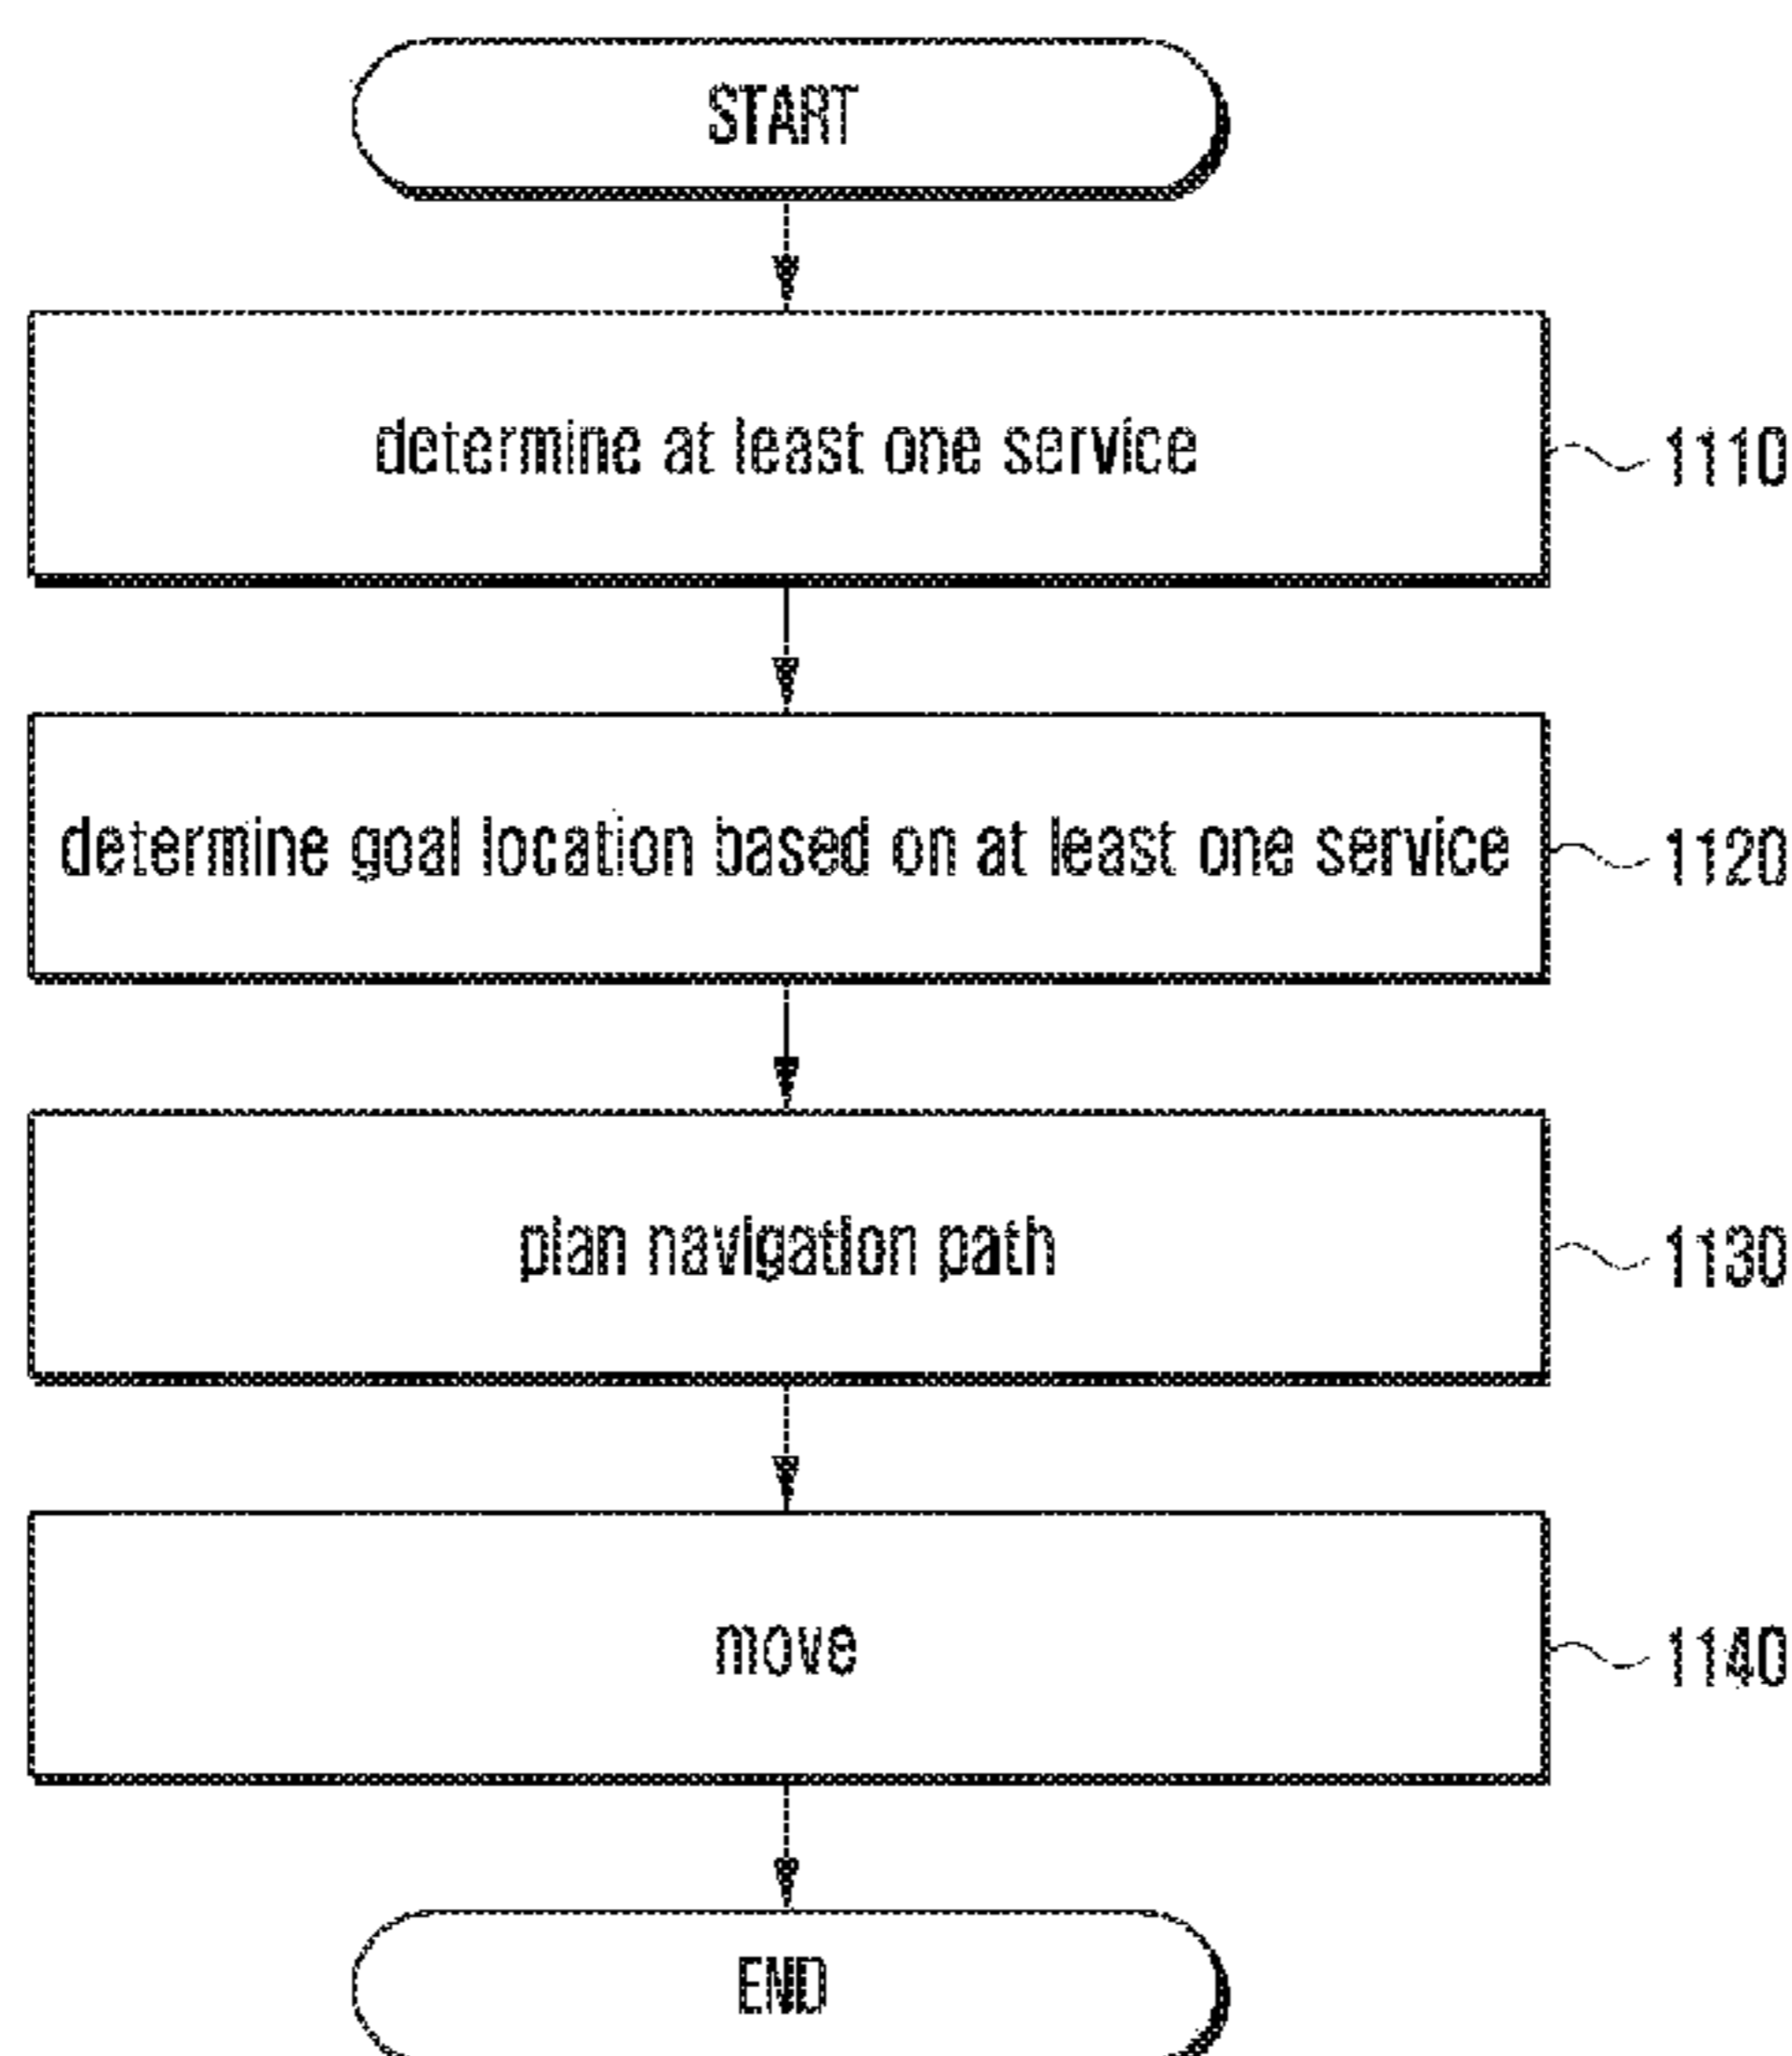 START
determine at least one service
1110
determine goal location based on at least one service
1120
plan navigation path
1130
move
1140
END